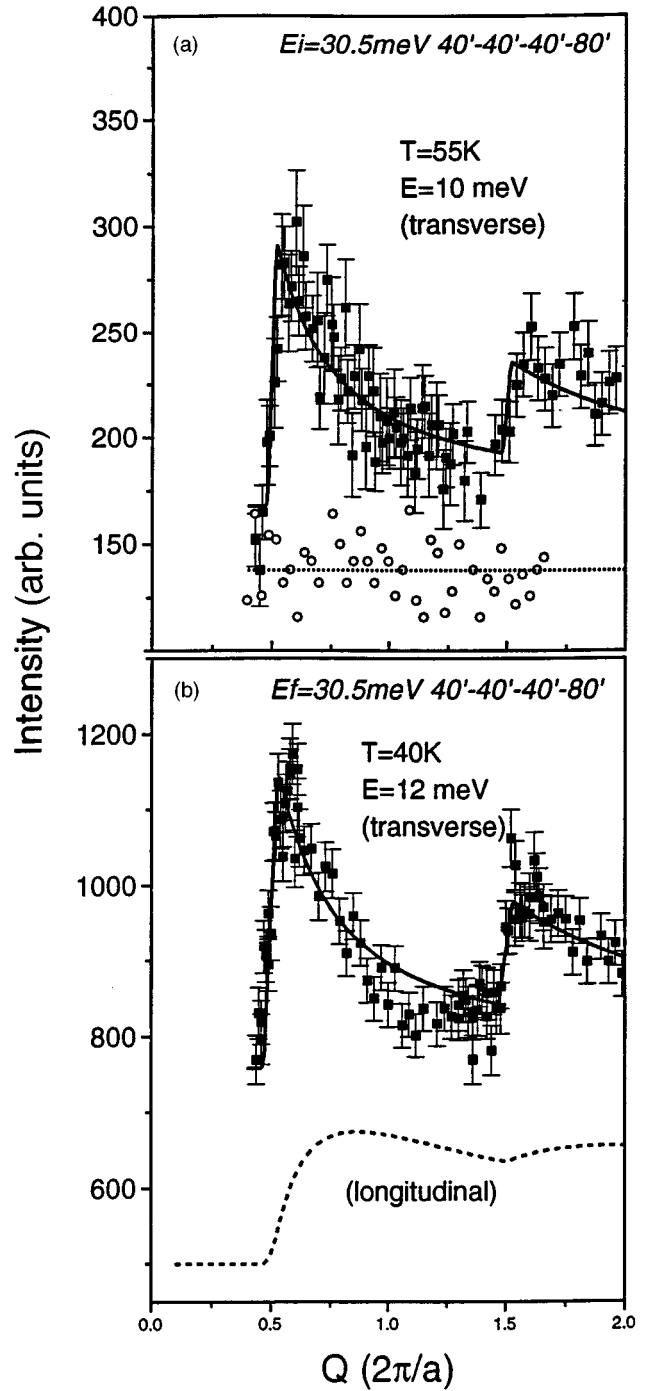 400
(a) Ei=30.5meV 40'-40'-40'-80'
350
T=55K
E=10 meV
(transverse)
300
250
200
150
Intensity (arb. units)
(b) Ef=30.5meV 40'-40'-40'-80'
1200
T=40K
E=12 meV
(transverse)
1000
800
600
(longitudinal)
0.0 0.5 1.0 1.5 2.0
Q (2π/a)